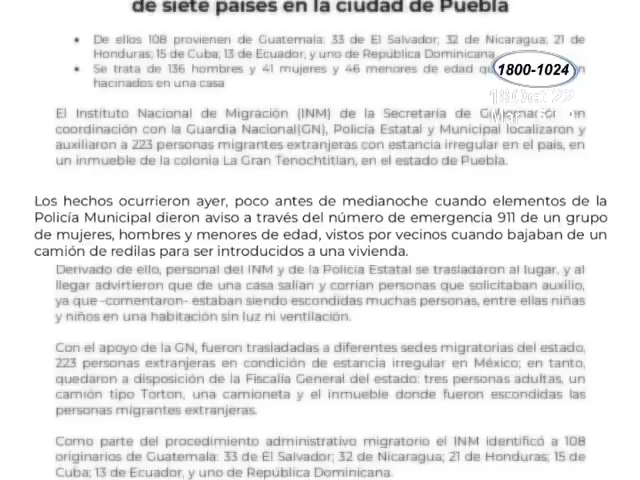 de siete países en la ciudad de Puebla
De ellos 108 provienen de Guatemala: 33 de El Salvador; 32 de Nicaragua; 21 de
Honduras; 15 de Cuba; 13 de Ecuador, y uno de República Dominicana
Se trata de 136 hombres y 41 mujeres y 46 menores de edad
1800-1024
hacinados en una casa
18 Oct 22
El Instituto Nacional de Migración (INM) de la Secretaría de Gobernación en
coordinación con la Guardia Nacional(GN), Policía Estatal y Municipal localizaron y
auxiliaron a 223 personas migrantes extranjeras con estancia irregular en el país, en
un inmueble de la colonia La Gran Tenochtitlan, en el estado de Puebla.
Los hechos ocurrieron ayer, poco antes de medianoche cuando elementos de la
Policía Municipal dieron aviso a través del número de emergencia 911 de un grupo
de mujeres, hombres y menores de edad, vistos por vecinos cuando bajaban de un
camión de redilas para ser introducidos a una vivienda.
Derivado de ello, personal del INM y de la Policía Estatal se trasladaron al lugar, y al
llegar advirtieron que de una casa salían y corrían personas que solicitaban auxilio,
ya que -comentaron- estaban siendo escondidas muchas personas, entre ellas niñas
y niños en una habitación sin luz ni ventilación.
Con el apoyo de la GN, fueron trasladadas a diferentes sedes migratorias del estado,
223 personas extranjeras en condición de estancia irregular en México; en tanto,
quedaron a disposición de la Fiscalía General del estado: tres personas adultas, un
camión tipo Torton, una camioneta y el inmueble donde fueron escondidas las
personas migrantes extranjeras.
Como parte del procedimiento administrativo migratorio el INM identificó a 108
originarios de Guatemala: 33 de El Salvador; 32 de Nicaragua; 21 de Honduras; 15 de
Cuba; 13 de Ecuador, y uno de República Dominicana.